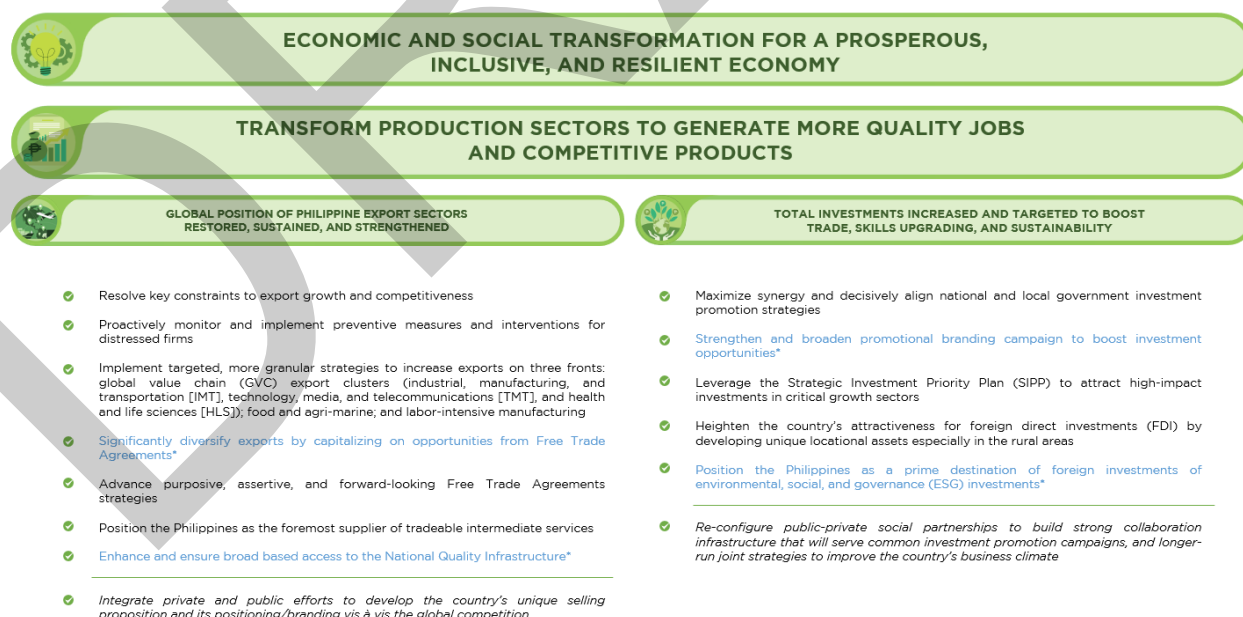 ECONOMIC AND SOCIAL TRANSFORMATION FOR A PROSPEROUS,
INCLUSIVE, AND RESILIENT ECONOMY
TRANSFORM PRODUCTION SECTORS TO GENERATE MORE QUALITY JOBS
AND COMPETITIVE PRODUCTS
GLOBAL POSITION OF PHILIPPINE EXPORT SECTORS
RESTORED, SUSTAINED, AND STRENGTHENED
Resolve key constraints to export growth and competitiveness
Proactively monitor and implement preventive measures and interventions for
distressed firms
Implement targeted, more granular strategies to increase exports on three fronts:
global value chain (GVC) export clusters (industrial, manufacturing, and
transportation [IMT], technology, media, and telecommunications [TMT], and health
and life sciences [HLS]); food and agri-marine; and labor-intensive manufacturing
Significantly diversify exports by capitalizing on opportunities from Free Trade
Agreements*
Advance purposive, assertive, and forward-looking Free Trade Agreements
strategies
Position the Philippines as the foremost supplier of tradeable intermediate services
Enhance and ensure broad based access to the National Quality Infrastructure*
Integrate private and public efforts to develop the country's unique selling
proposition and its positioning/branding vis à vis the global competition
TOTAL INVESTMENTS INCREASED AND TARGETED TO BOOST
TRADE, SKILLS UPGRADING, AND SUSTAINABILITY
Maximize synergy and decisively align national and local government investment
promotion strategies
Strengthen and broaden promotional branding campaign to boost investment
opportunities*
Leverage the Strategic Investment Priority Plan (SIPP) to attract high-impact
investments in critical growth sectors
Heighten the country's attractiveness for foreign direct investments (FDI) by
developing unique locational assets especially in the rural areas
Position the Philippines as a prime destination of foreign investments of
environmental, social, and governance (ESG) investments*
Re-configure public-private social partnerships to build strong collaboration
infrastructure that will serve common investment promotion campaigns, and longer-
run joint strategies to improve the country's business climate